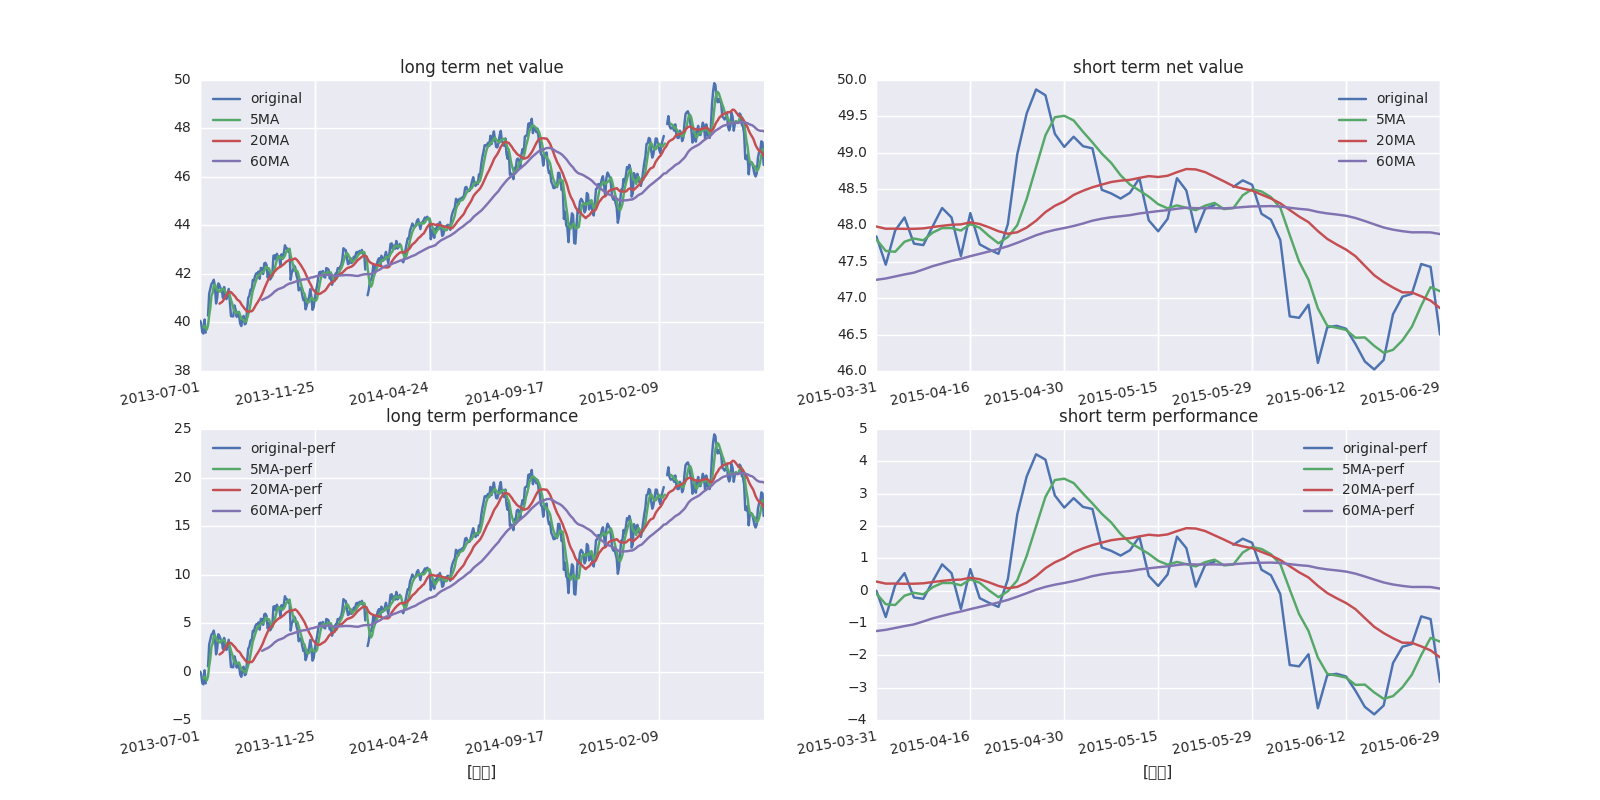 long term net value
50
48
46
44
42
40
38
original
5MA
20MA
60MA
2013-07-01
2013-11-25
2014-04-24
2014-09-17
2015-02-09
short term net value
50.0
49.5
49.0
48.5
48.0
47.5
47.0
46.5
46.0
original
5MA
20MA
60MA
2015-03-31
2015-04-16
2015-04-30
2015-05-15
2015-05-29
2015-06-12
2015-06-29
long term performance
25
20
15
10
5
0
−5
original-perf
5MA-perf
20MA-perf
60MA-perf
2013-07-01
2013-11-25
2014-04-24
2014-09-17
2015-02-09
short term performance
5
4
3
2
1
0
−1
−2
−3
−4
original-perf
5MA-perf
20MA-perf
60MA-perf
2015-03-31
2015-04-16
2015-04-30
2015-05-15
2015-05-29
2015-06-12
2015-06-29